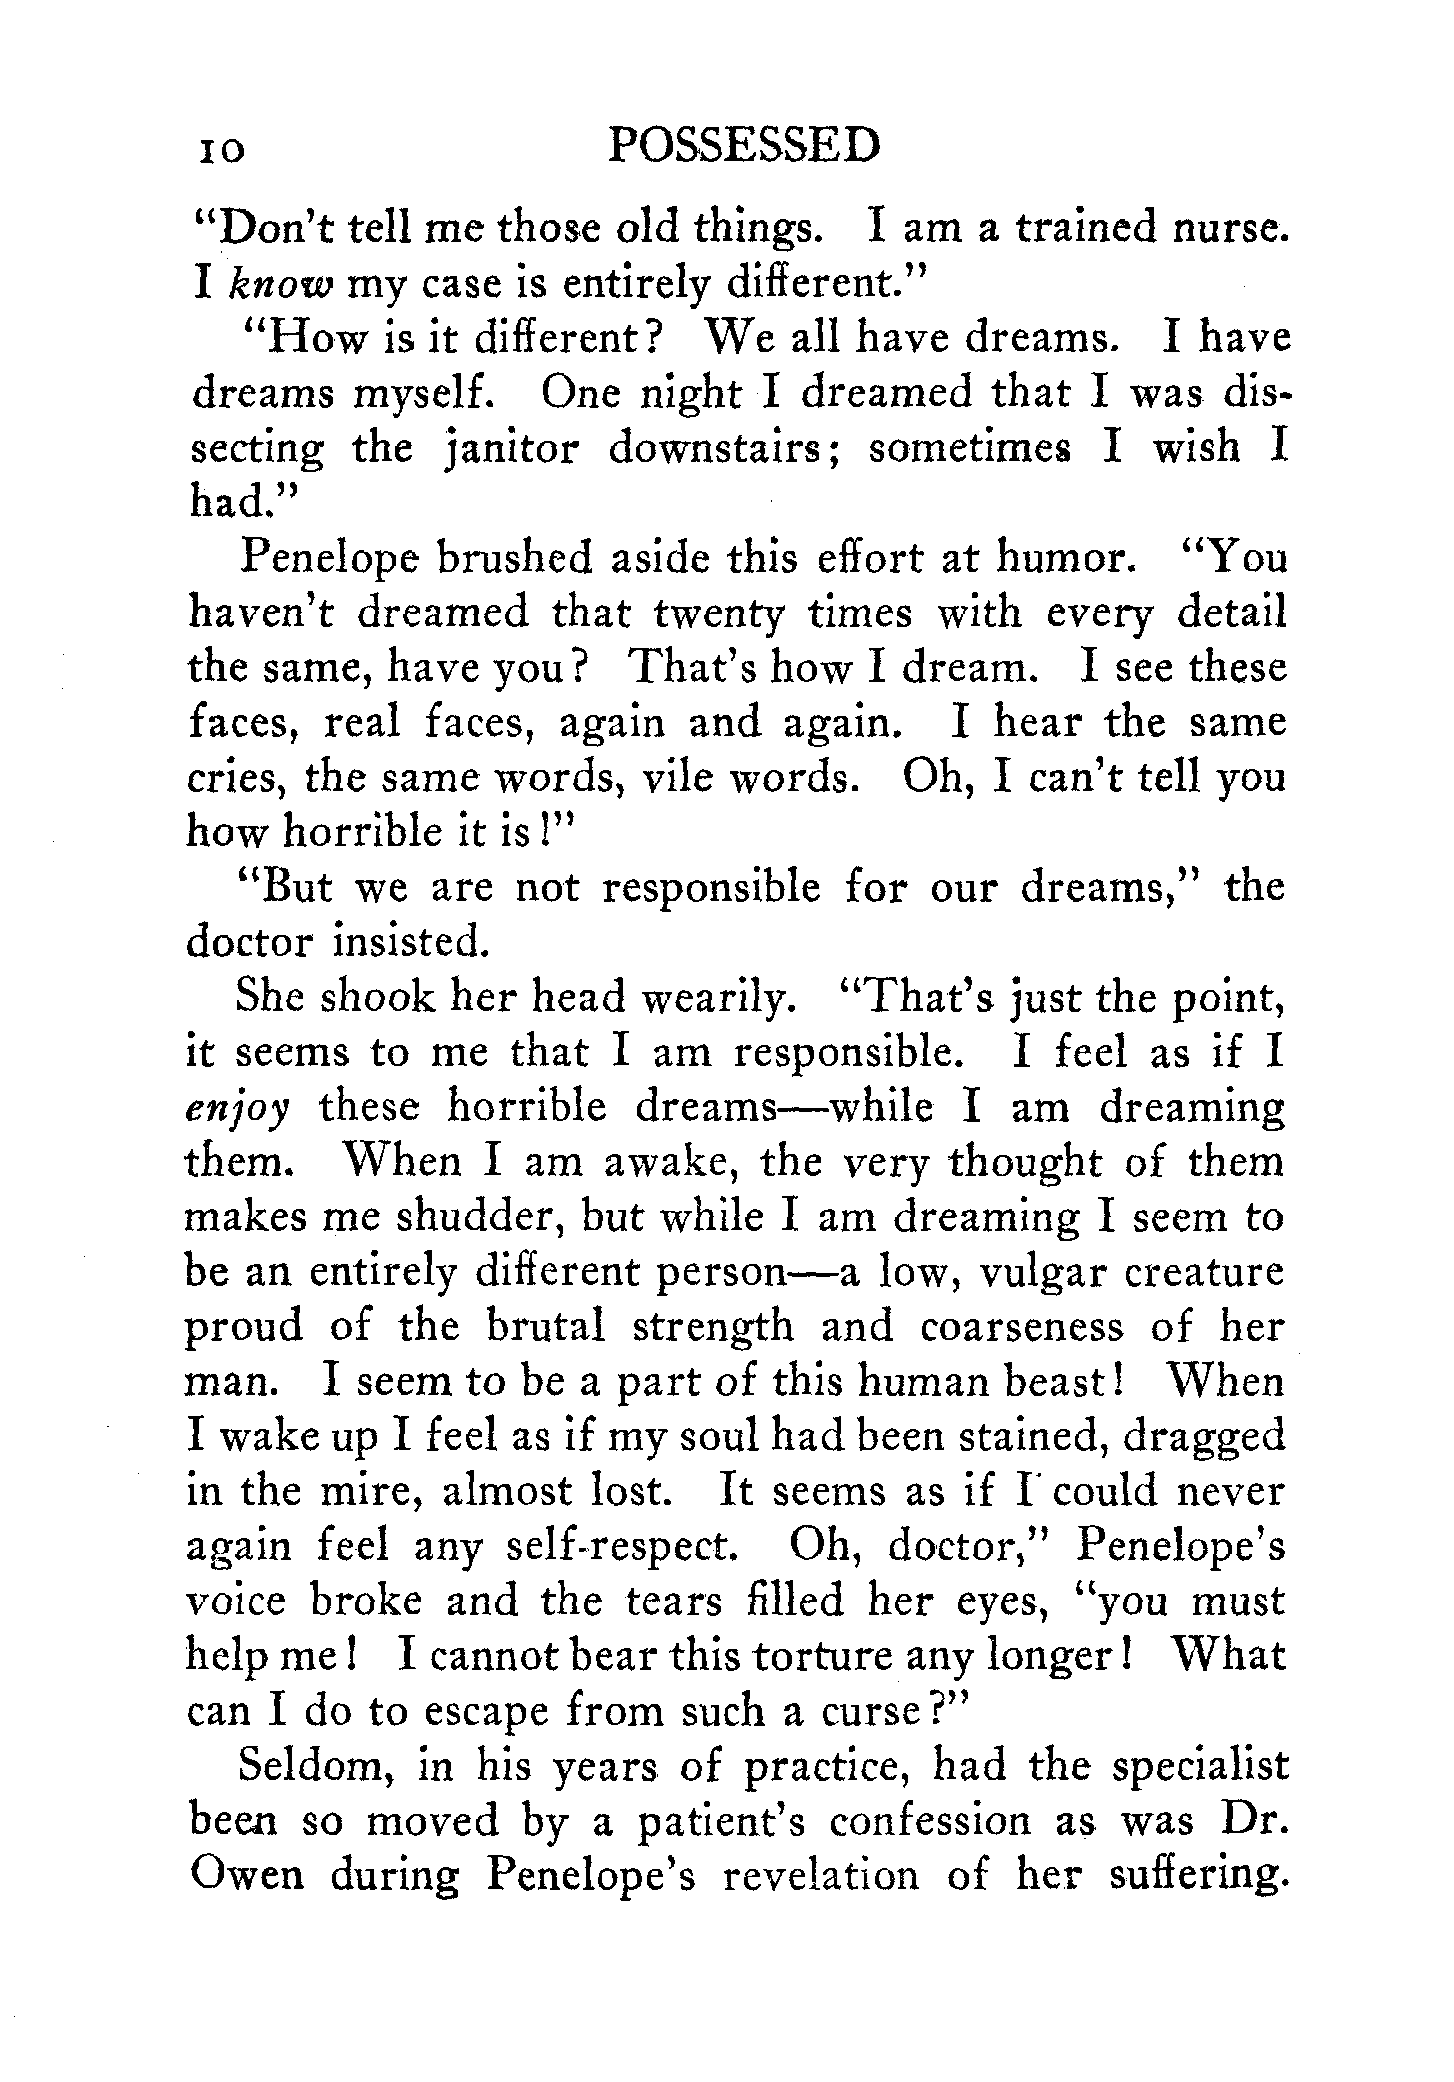 10 POSSESSED
“Don’t tell me those old things. I am a trained nurse.
I know my case is entirely different.”
“How is it different? We all have dreams. I have
dreams myself. One night I dreamed that I was dis-
secting the janitor downstairs; sometimes I wish I
had.”
Penelope brushed aside this effort at humor. “You
haven’t dreamed that twenty times with every detail
the same, have you? That’s how I dream. I see these
faces, real faces, again and again. I hear the same
cries, the same words, vile words. Oh, I can’t tell you
how horrible it is!”
“But we are not responsible for our dreams,” the
doctor insisted.
She shook her head wearily. “That’s just the point,
it seems to me that I am responsible. I feel as if I
enjoy these horrible dreams—while I am dreaming
them. When I am awake, the very thought of them
makes me shudder, but while I am dreaming I seem to
be an entirely different person—a low, vulgar creature
proud of the brutal strength and coarseness of her
man. I seem to be a part of this human beast! When
I wake up I feel as if my soul had been stained, dragged
in the mire, almost lost. It seems as if I could never
again feel any self-respect. Oh, doctor,” Penelope’s
voice broke and the tears filled her eyes, “you must
help me! I cannot bear this torture any longer! What
can I do to escape from such a curse?”
Seldom, in his years of practice, had the specialist
been so moved by a patient’s confession as was Dr.
Owen during Penelope’s revelation of her suffering.